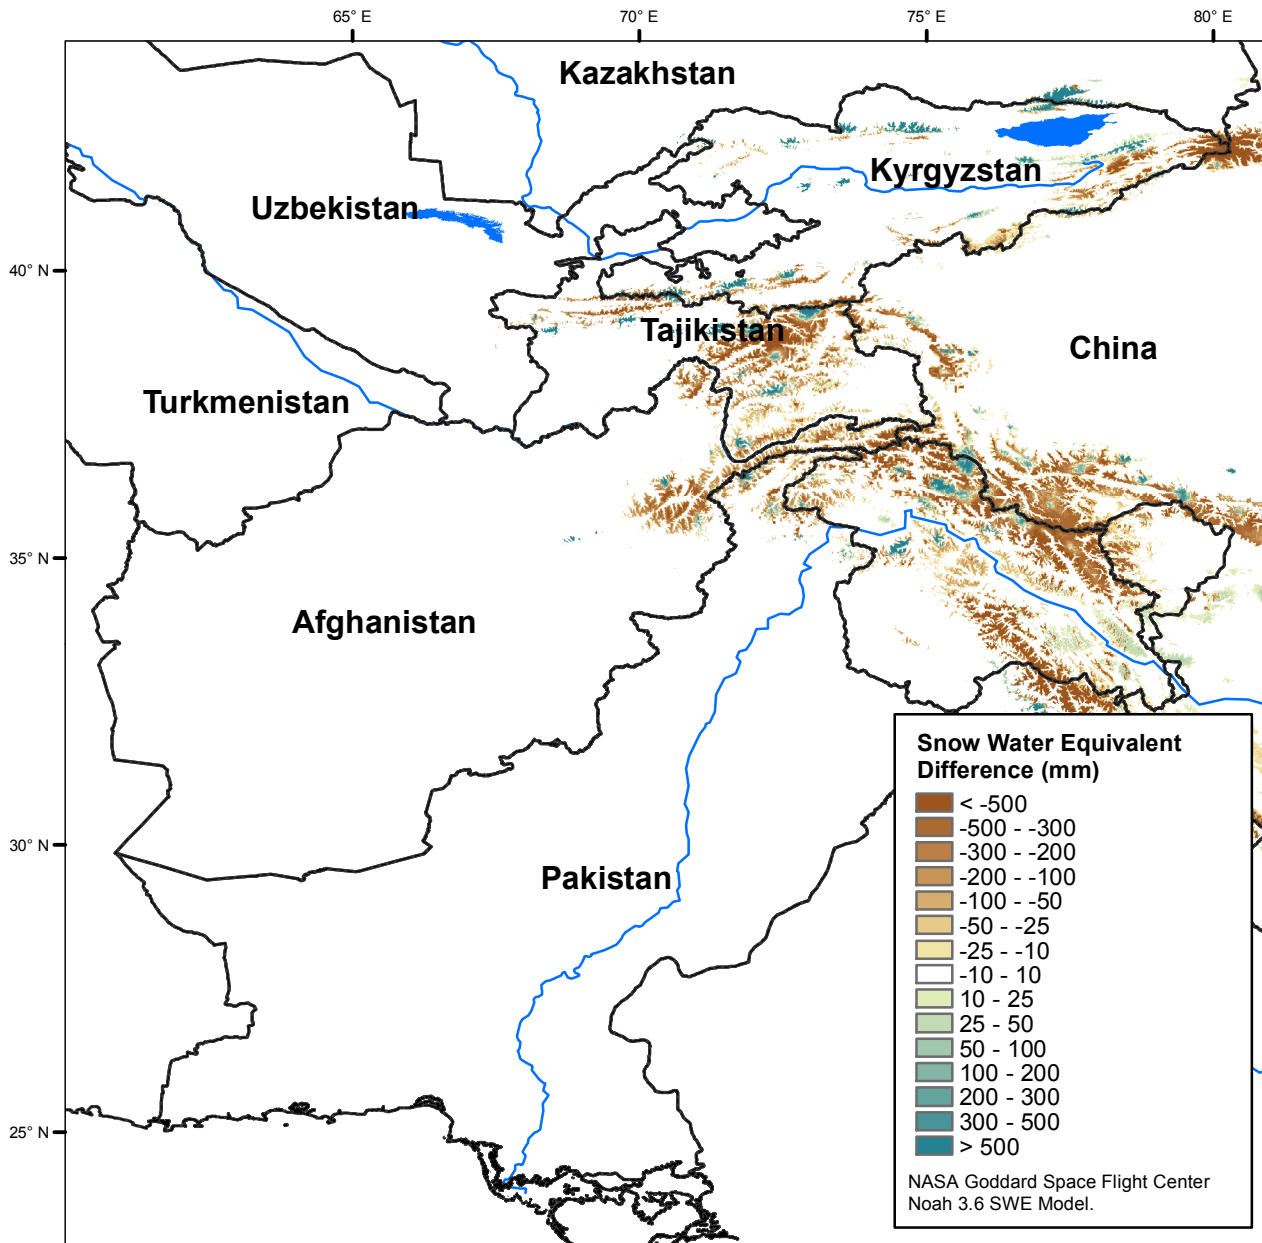 65° E
70° E
75° E
80° E
Kazakhstan
Kyrgyzstan
Uzbekistan
40° N
Tajikistan
China
Turkmenistan
35° N
Afghanistan
30° N
Pakistan
25° N
Snow Water Equivalent
Difference (mm)
< -500
-500 - -300
-300 - -200
-200 - -100
-100 - -50
-50 - -25
-25 - -10
-10 - 10
10 - 25
25 - 50
50 - 100
100 - 200
200 - 300
300 - 500
> 500
NASA Goddard Space Flight Center
Noah 3.6 SWE Model.